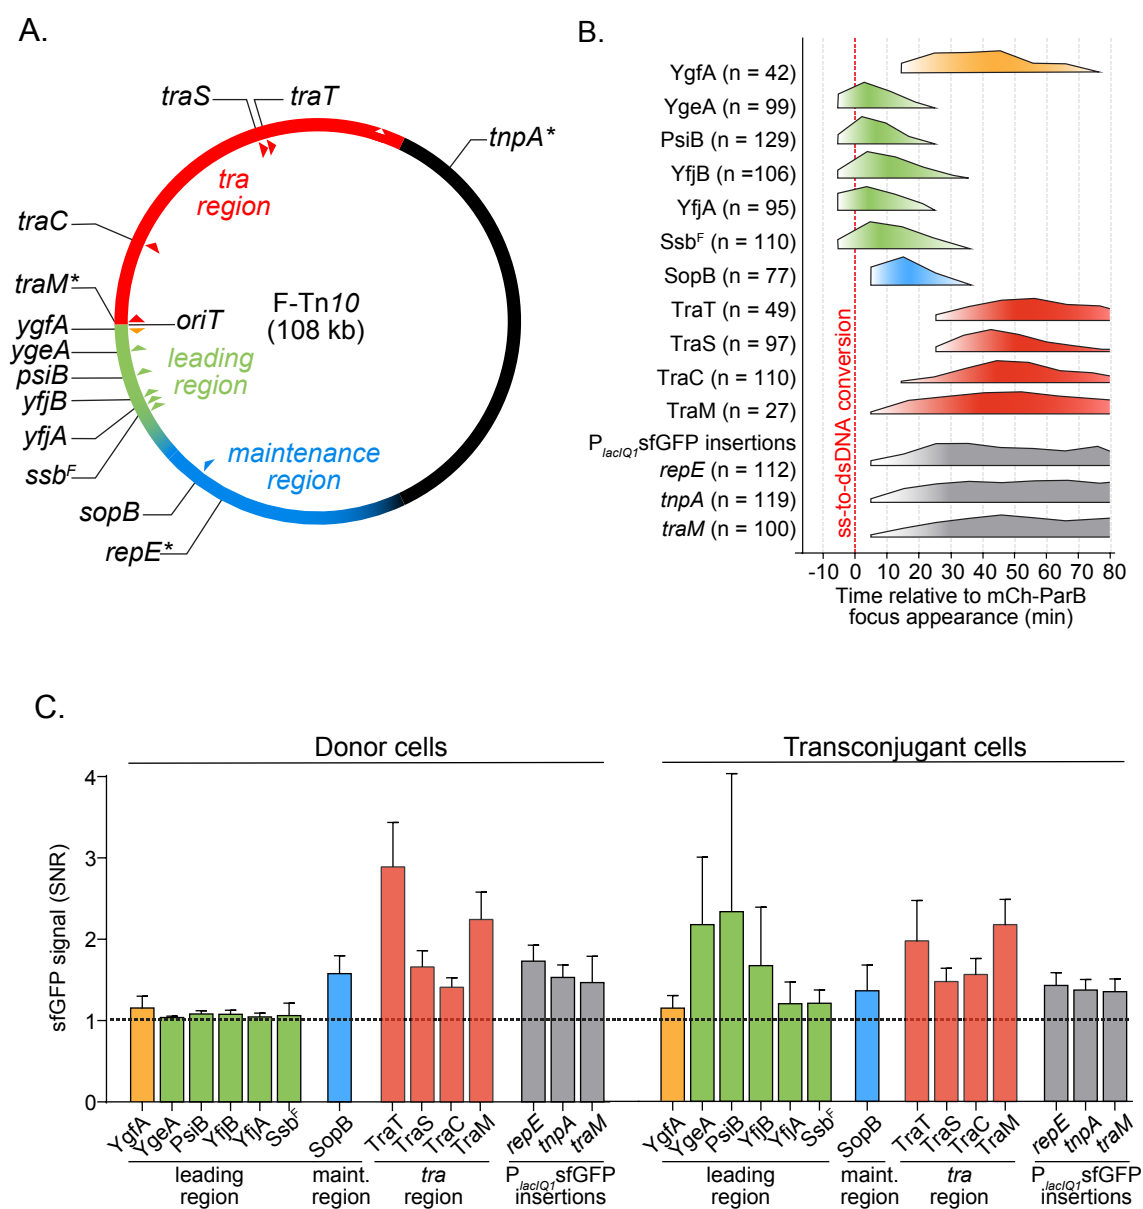 A.
traS
traT
tnpA*
tra
region
traC
traM*
ygfA
oriT
ygeA
psiB
yfjB
yfjA
ssbF
leading
region
F-Tn10
(108 kb)
maintenance
region
sopB
repE*
B.
YgfA (n = 42)
YgeA (n = 99)
PsiB (n = 129)
YfjB (n =106)
YfjA (n = 95)
SsbF (n = 110)
SopB (n = 77)
TraT (n = 49)
TraS (n = 97)
TraC (n = 110)
TraM (n = 27)
PlacIQ1sfGFP insertions
repE (n = 112)
tnpA (n = 119)
traM (n = 100)
ss-to-dsDNA conversion
-10 0 10 20 30 40 50 60 70 80
Time relative to mCh-ParB
focus appearance (min)
C.
Donor cells
Transconjugant cells
sfGFP signal (SNR)
4
3
2
1
0
YgfA YgeA PsiB YfjB YfjA SsbF SopB TraT TraS TraC TraM repE tnpA traM
leading
region
maint.
region
tra
region
PlacIQ1sfGFP
insertions
YgfA YgeA PsiB YfjB YfjA SsbF SopB TraT TraS TraC TraM repE tnpA traM
leading
region
maint.
region
tra
region
PlacIQ1sfGFP
insertions